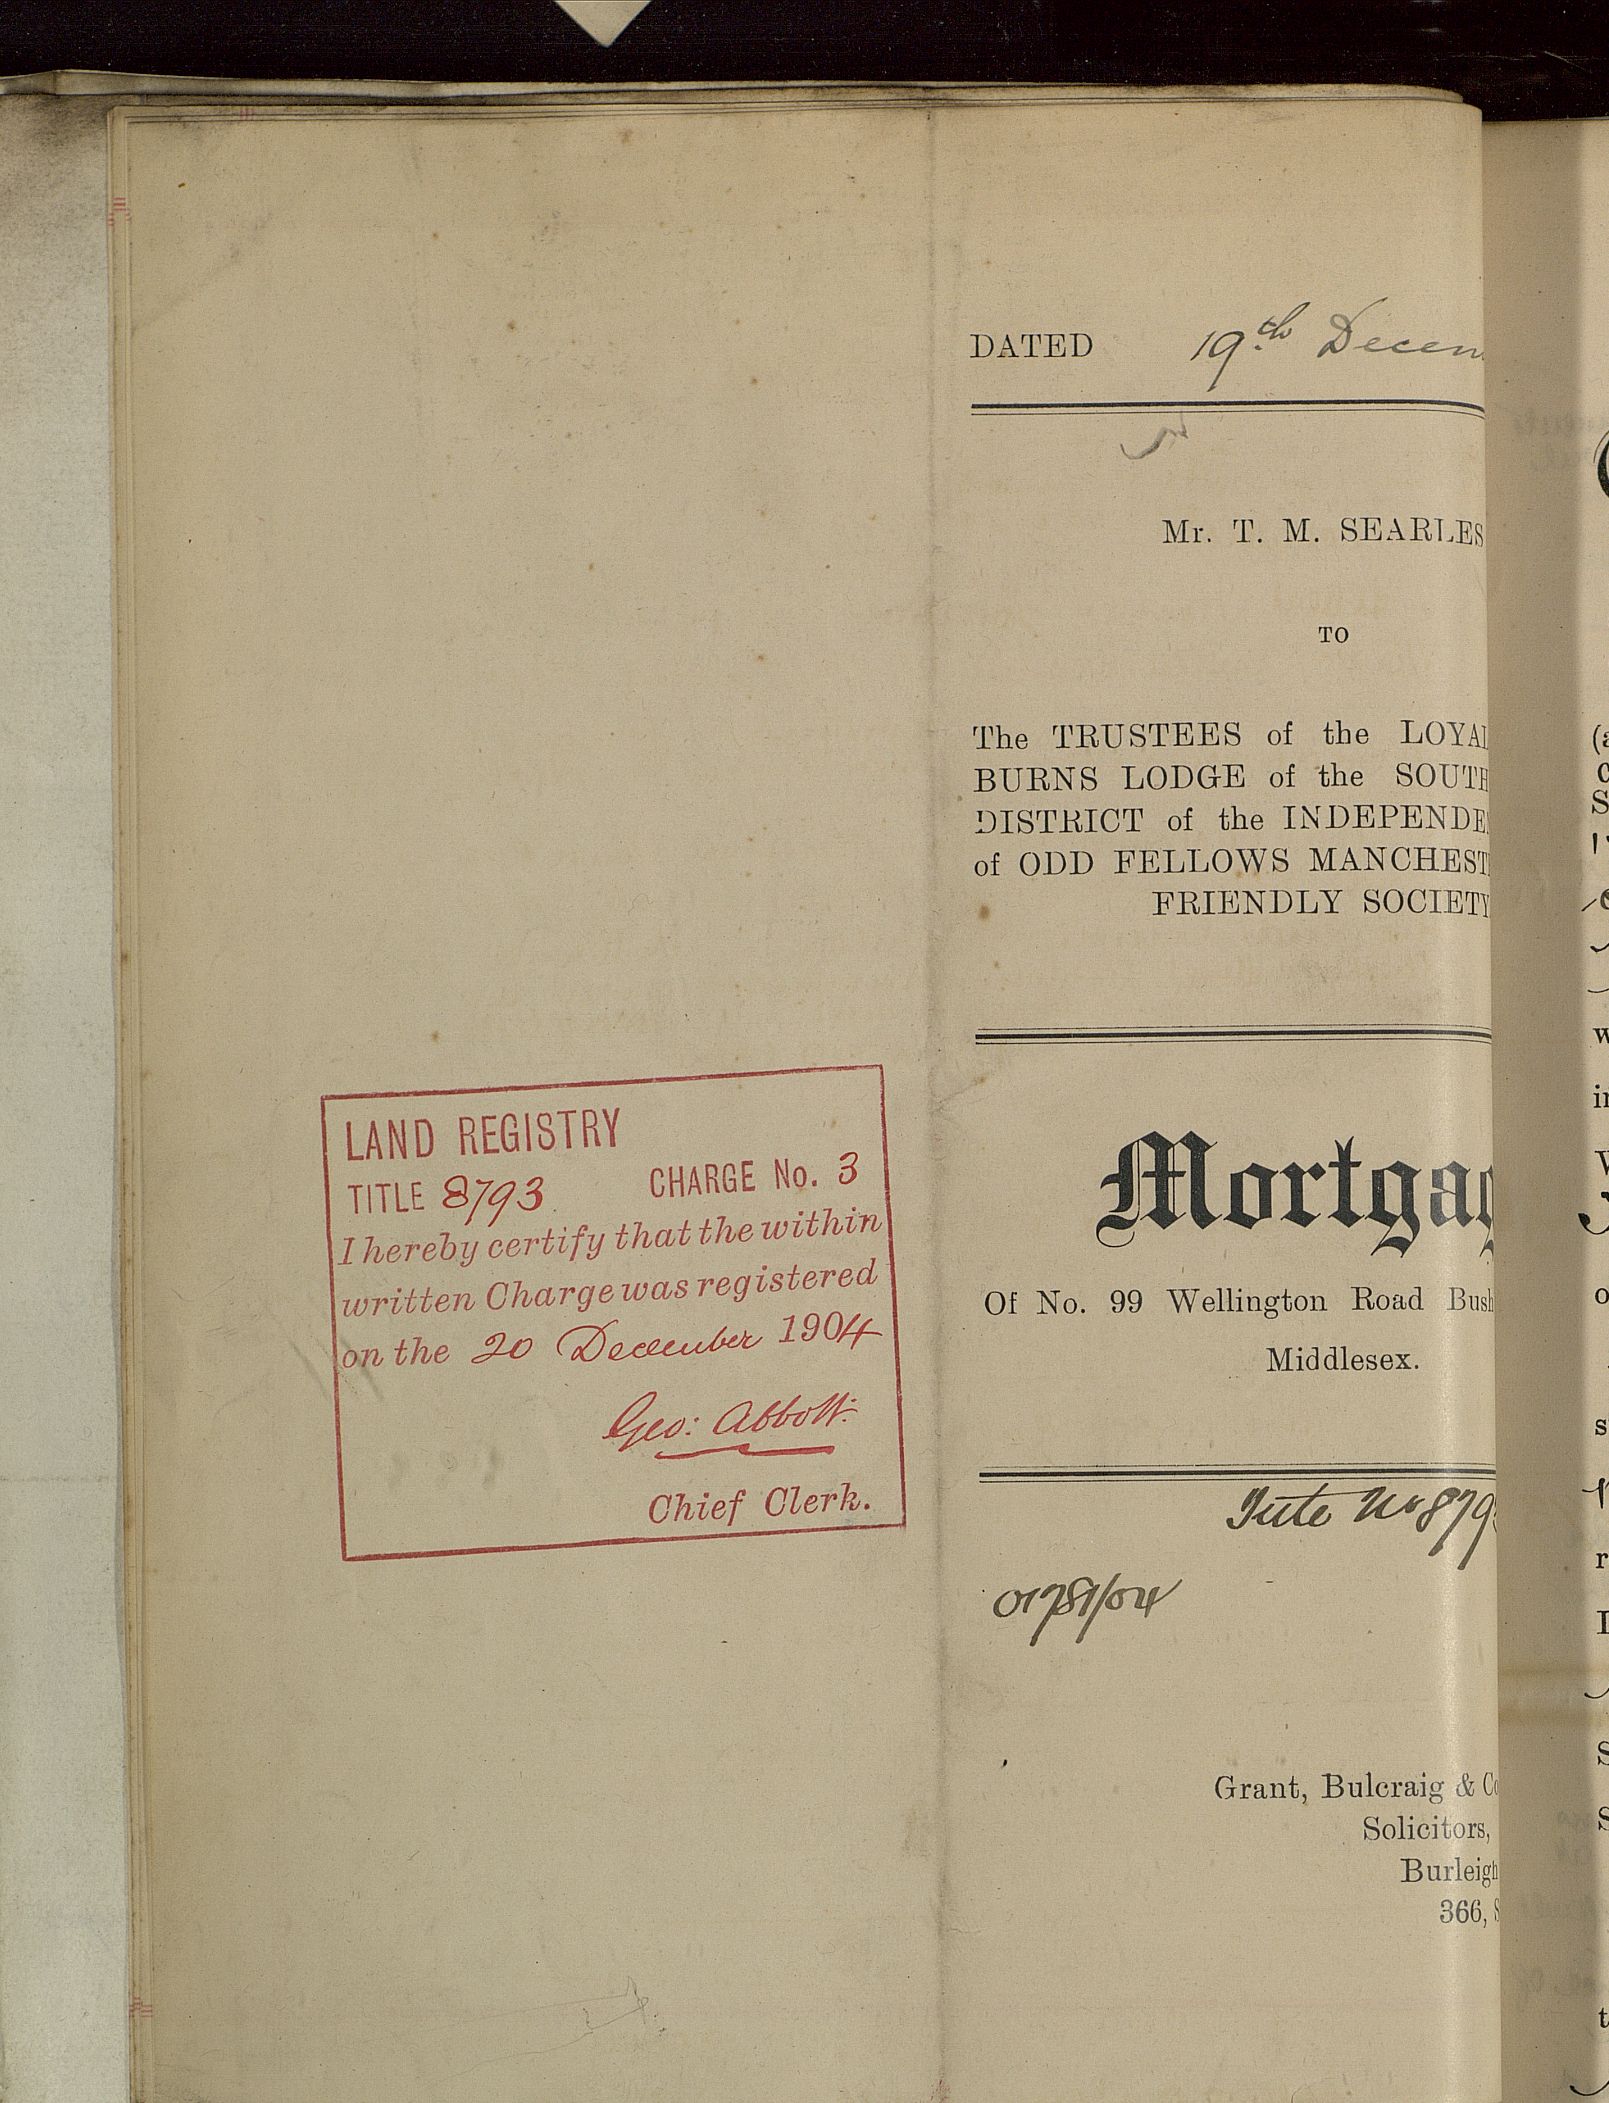 DATED 19th Decem
Mr. T. M. SEARLES
TO
The TRUSTEES of the LOYAL
BURNS LODGE of the SOUTH
DISTRICT of the INDEPENDE
of ODD FELLOWS MANCHEST
FRIENDLY SOCIETY
Mortgag
Of No. 99 Wellington Road Bush
Middlesex.
Title No 8793
01781/04
Grant, Bulcraig & Co
Solicitors,
Burleigh
366, S
LAND REGISTRY
TITLE 8793 CHARGE No. 3
I hereby certify that the within
written Charge was registered
on the 20 December 1904
Geo: Abbott.
Chief Clerk.